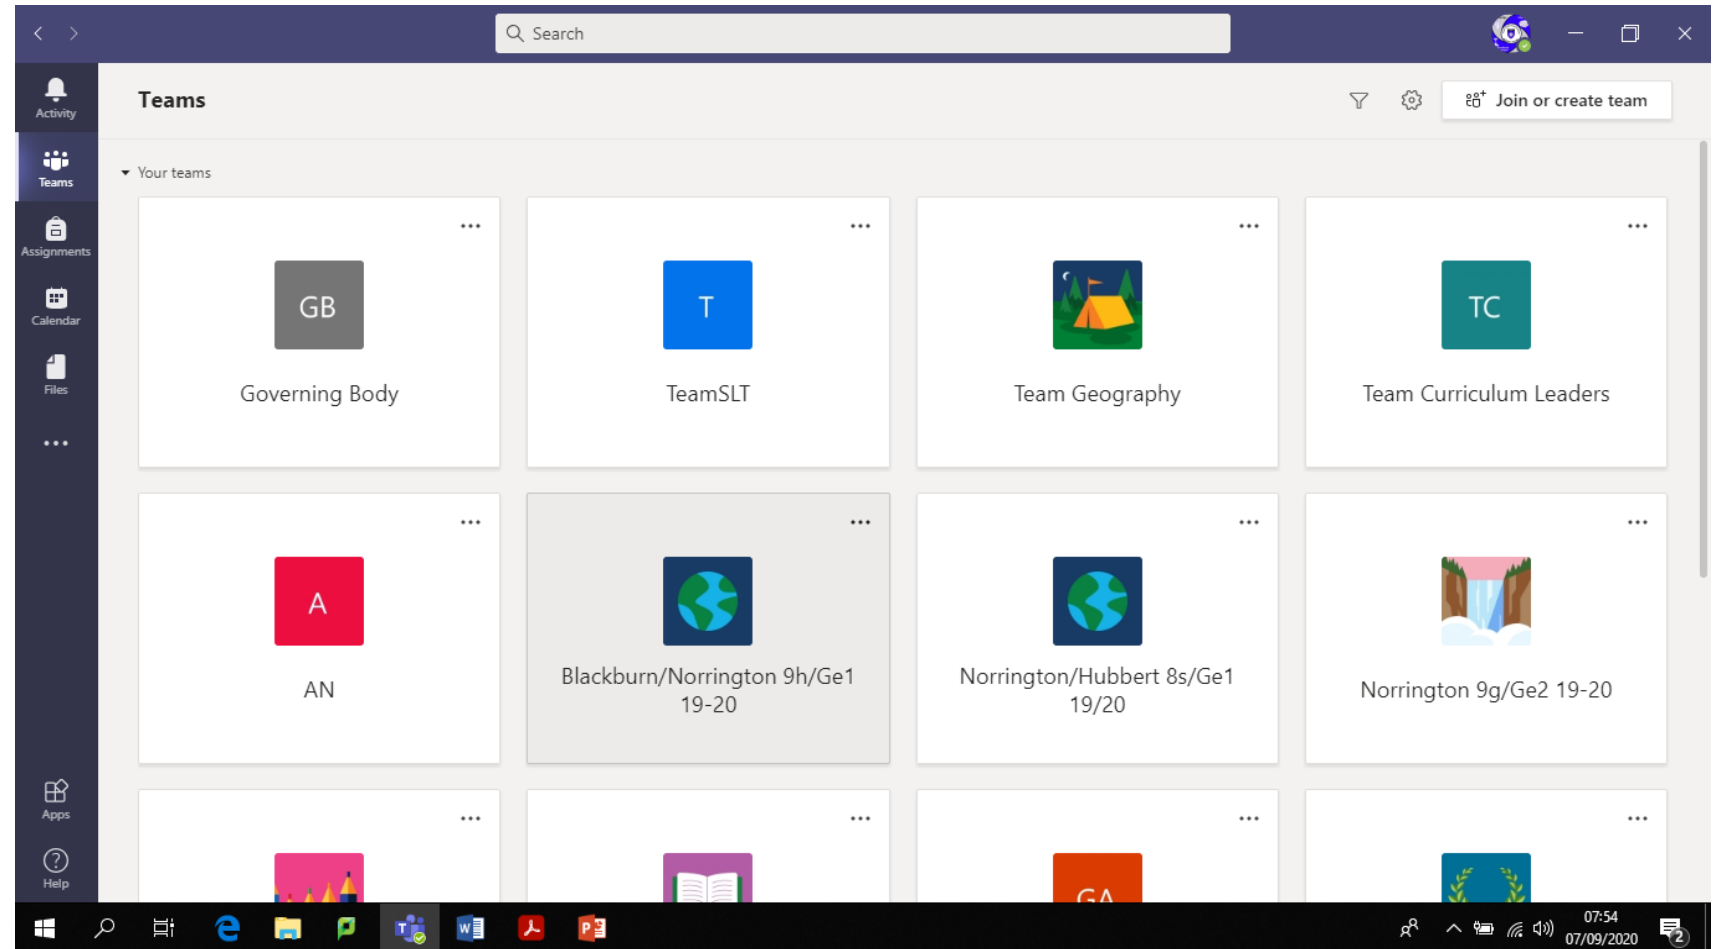 Search
Activity
Teams
Assignments
Calendar
Files
Apps
Help
Teams
Join or create team
Your teams
GB
Governing Body
T
TeamSLT
Team Geography
TC
Team Curriculum Leaders
A
AN
Blackburn/Norrington 9h/Ge1
19-20
Norrington/Hubbert 8s/Ge1
19/20
Norrington 9g/Ge2 19-20
GA
07:54
07/09/2020
2